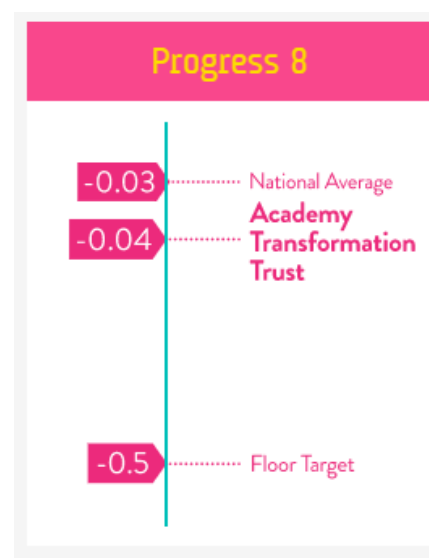 Progress 8
-0.03 National Average
-0.04 Academy
Transformation
Trust
-0.5 Floor Target